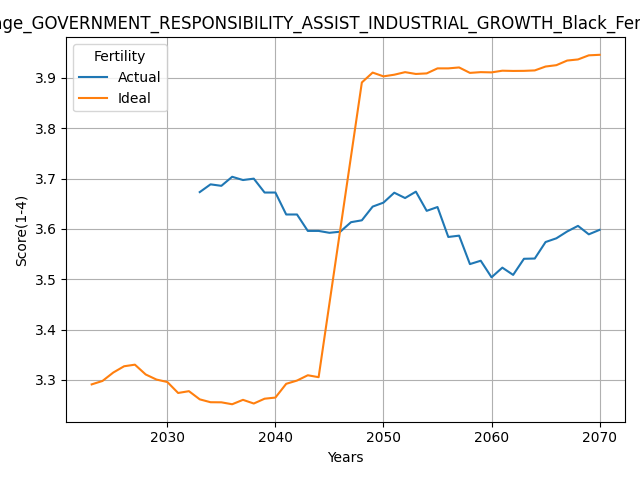 age_GOVERNMENT_RESPONSIBILITY_ASSIST_INDUSTRIAL_GROWTH_Black_Fer
Fertility
Actual
Ideal
3.9
3.8
3.7
3.6
3.5
3.4
3.3
Score(1-4)
2030 2040 2050 2060 2070
Years